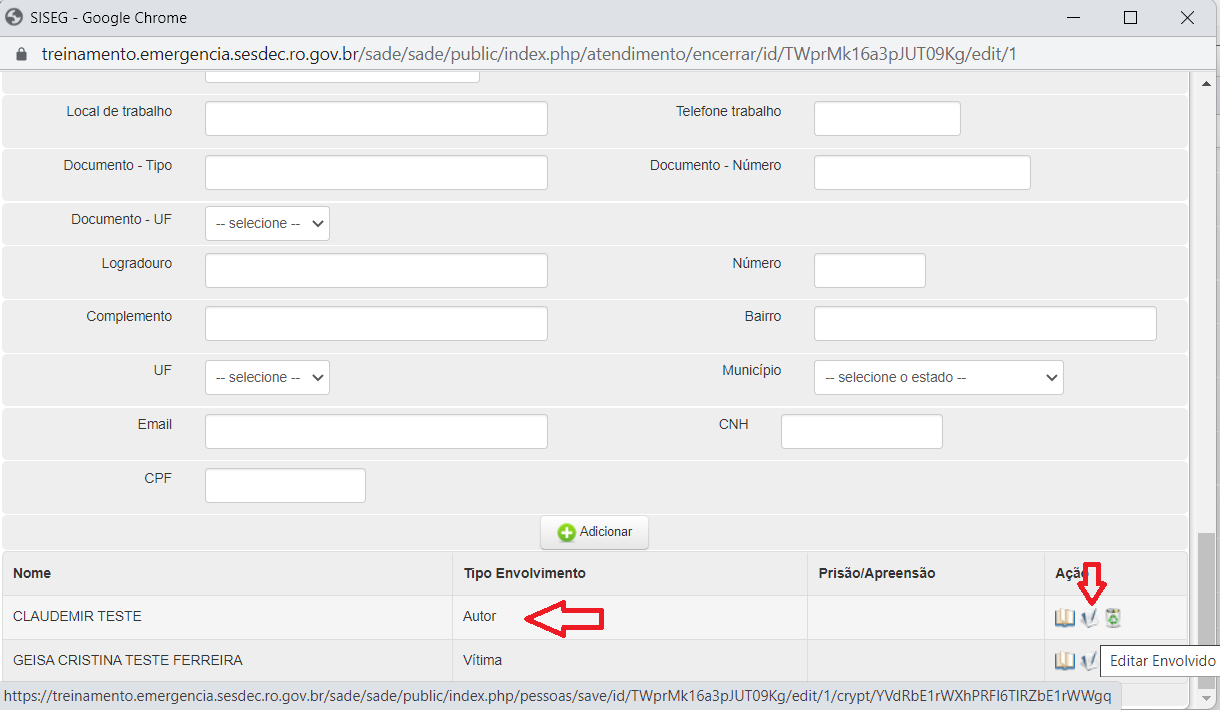 SISEG - Google Chrome
treinamento.emergencia.sesdec.ro.gov.br/sade/sade/public/index.php/atendimento/encerrar/id/TWprMk16a3pJUT09Kg/edit/1
Local de trabalho
Telefone trabalho
Documento - Tipo
Documento - Número
Documento - UF
-- selecione --
Logradouro
Número
Complemento
Bairro
UF
-- selecione --
Município
-- selecione o estado --
Email
CNH
CPF
Adicionar
Nome
Tipo Envolvimento
Prisão/Apreensão
Ação
CLAUDEMIR TESTE
Autor
GEISA CRISTINA TESTE FERREIRA
Vítima
Editar Envolvido
https://treinamento.emergencia.sesdec.ro.gov.br/sade/sade/public/index.php/pessoas/save/id/TWprMk16a3pJUT09Kg/edit/1/crypt/YVdRbE1rWXhPRFI6TlRZbE1rWWgq